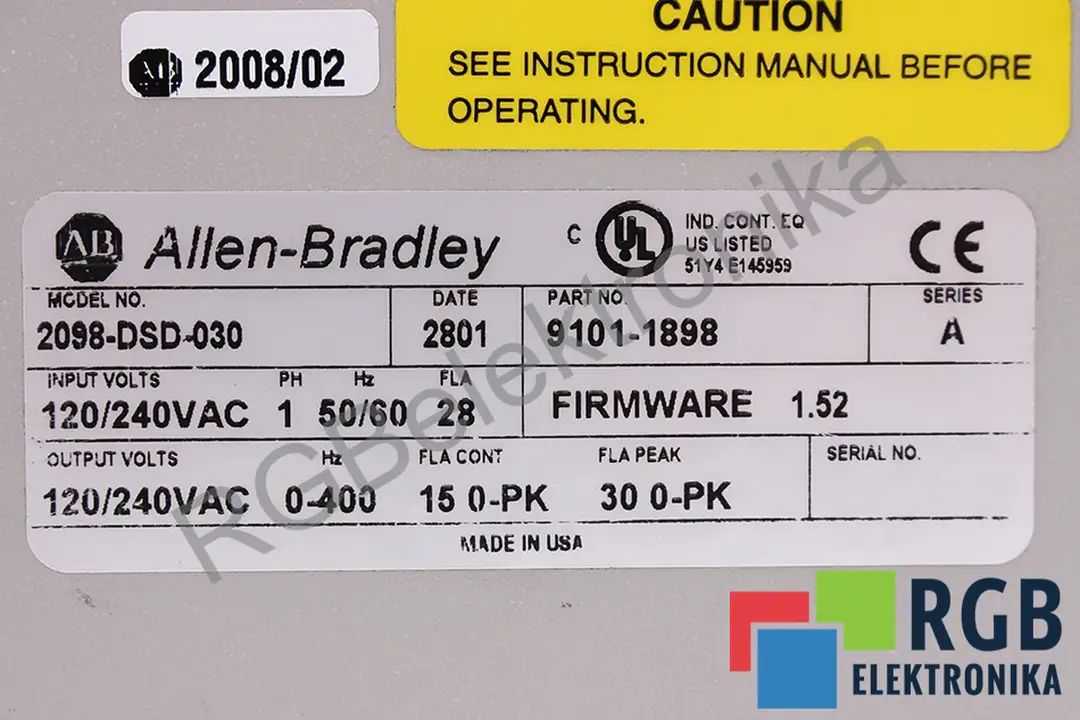 AB 2008/02
CAUTION
SEE INSTRUCTION MANUAL BEFORE
OPERATING.
AB Allen-Bradley
C UL IND. CONT. EQ
US LISTED
51Y4 E145959
CE
MODEL NO. DATE PART NO. SERIES
2098-DSD-030 2801 9101-1898 A
INPUT VOLTS PH Hz FLA
120/240VAC 1 50/60 28 FIRMWARE 1.52
OUTPUT VOLTS Hz FLA CONT FLA PEAK SERIAL NO.
120/240VAC 0-400 15 0-PK 30 0-PK
MADE IN USA
RGBelektronika
RGB
ELEKTRONIKA